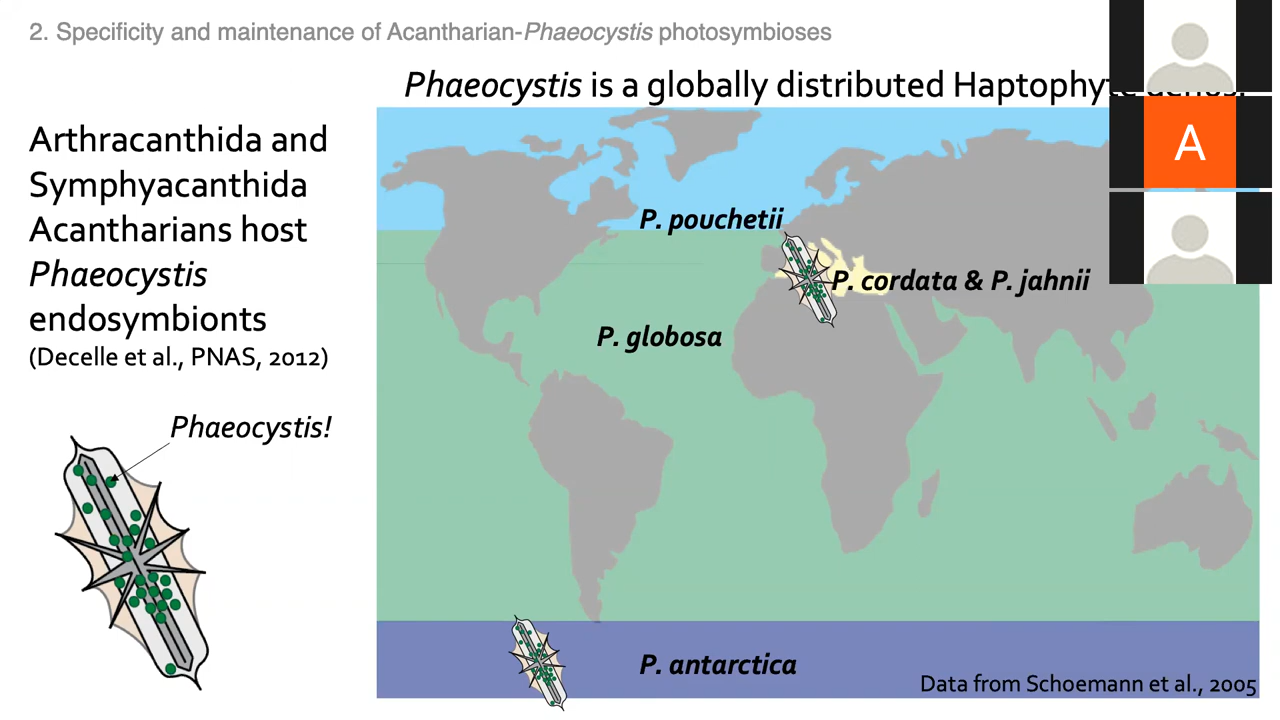 2. Specificity and maintenance of Acantharian-Phaeocystis photosymbioses
Phaeocystis is a globally distributed Haptophyte genus.
Arthracanthida and
Symphyacanthida
Acantharians host
Phaeocystis
endosymbionts
(Decelle et al., PNAS, 2012)
Phaeocystis!
P. pouchetii
P. cordata & P. jahnii
P. globosa
P. antarctica
Data from Schoemann et al., 2005
A